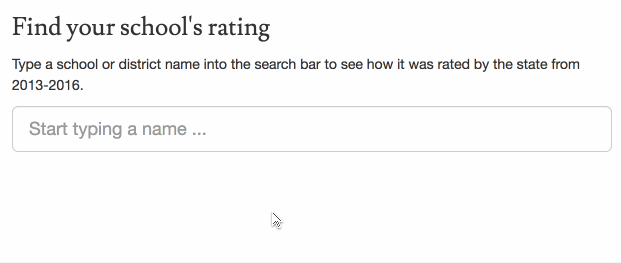 Find your school's rating
Type a school or district name into the search bar to see how it was rated by the state from
2013-2016.
Start typing a name ...